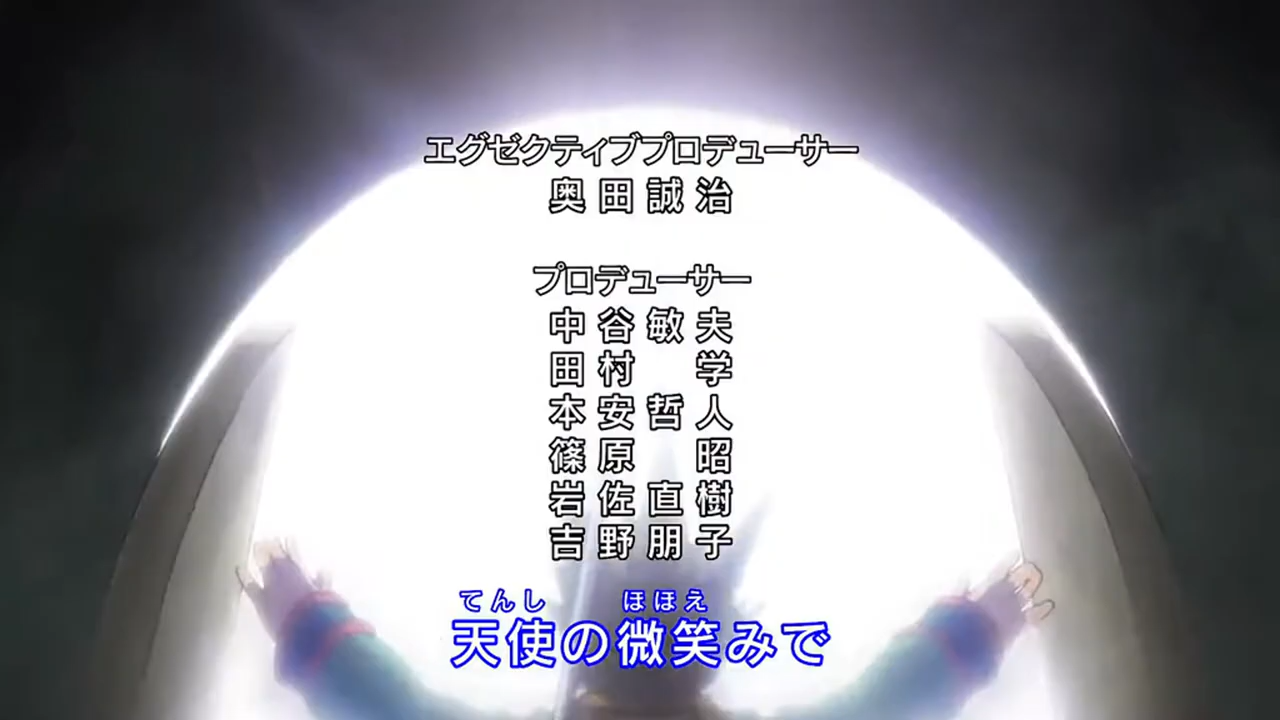 エグゼクティブプロデューサー
奥田誠治
プロデューサー
中谷敏夫
田村　学
本安哲人
篠原　昭
岩佐直樹
吉野朋子
てんし ほほえ
天使の微笑みで